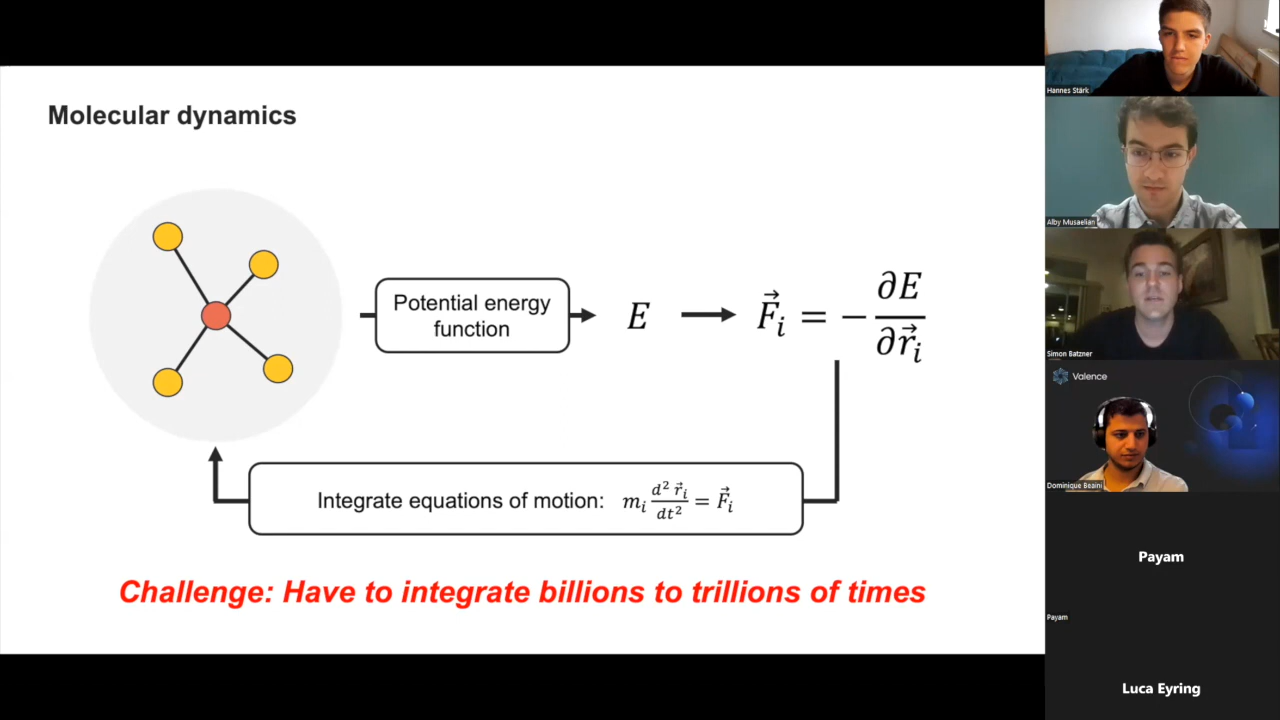 Molecular dynamics
Potential energy
function
E
F⃗ᵢ = − ∂E/∂r⃗ᵢ
Integrate equations of motion: mᵢ d² r⃗ᵢ/dt² = F⃗ᵢ
Challenge: Have to integrate billions to trillions of times
Hannes Stärk
Alby Musaelian
Simon Batzner
Valence
Dominique Beaini
Payam
Payam
Luca Eyring